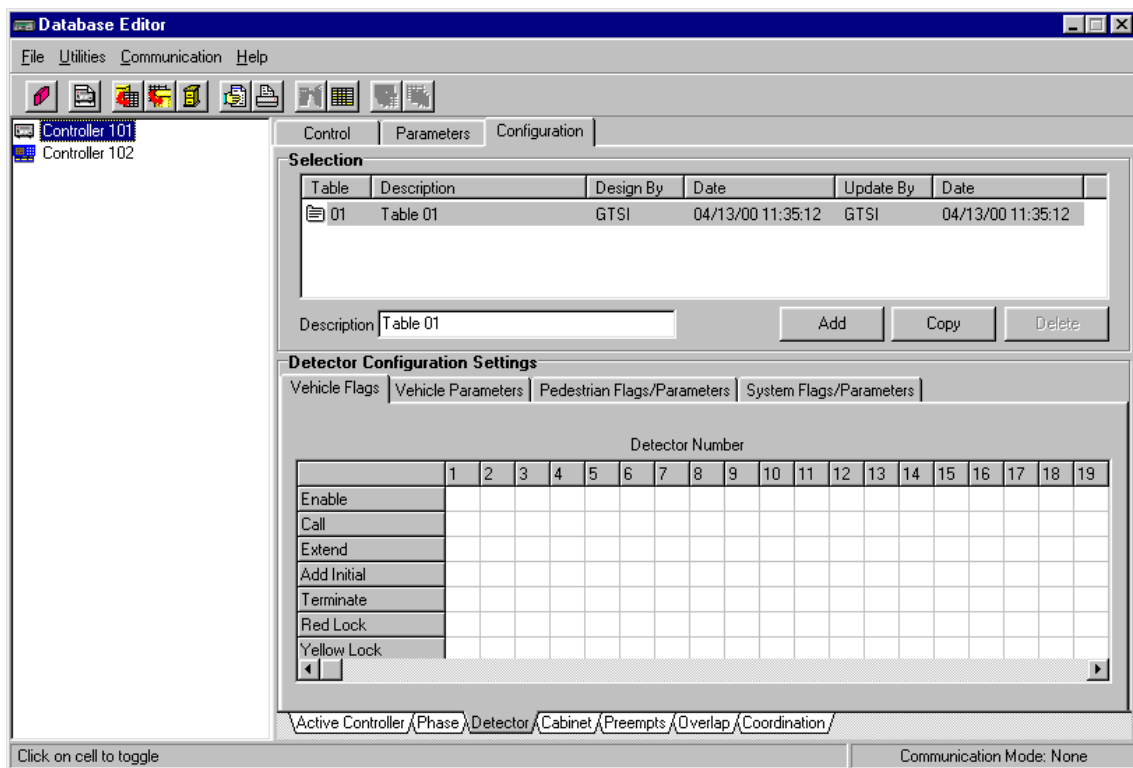 Database Editor
File Utilities Communication Help
Controller 101
Controller 102
Control Parameters Configuration
Selection
Table Description Design By Date Update By Date
01 Table 01 GTSI 04/13/00 11:35:12 GTSI 04/13/00 11:35:12
Description Table 01 Add Copy Delete
Detector Configuration Settings
Vehicle Flags Vehicle Parameters Pedestrian Flags/Parameters System Flags/Parameters
Detector Number
1 2 3 4 5 6 7 8 9 10 11 12 13 14 15 16 17 18 19
Enable
Call
Extend
Add Initial
Terminate
Red Lock
Yellow Lock
Active Controller Phase Detector Cabinet Preempts Overlap Coordination
Click on cell to toggle Communication Mode: None